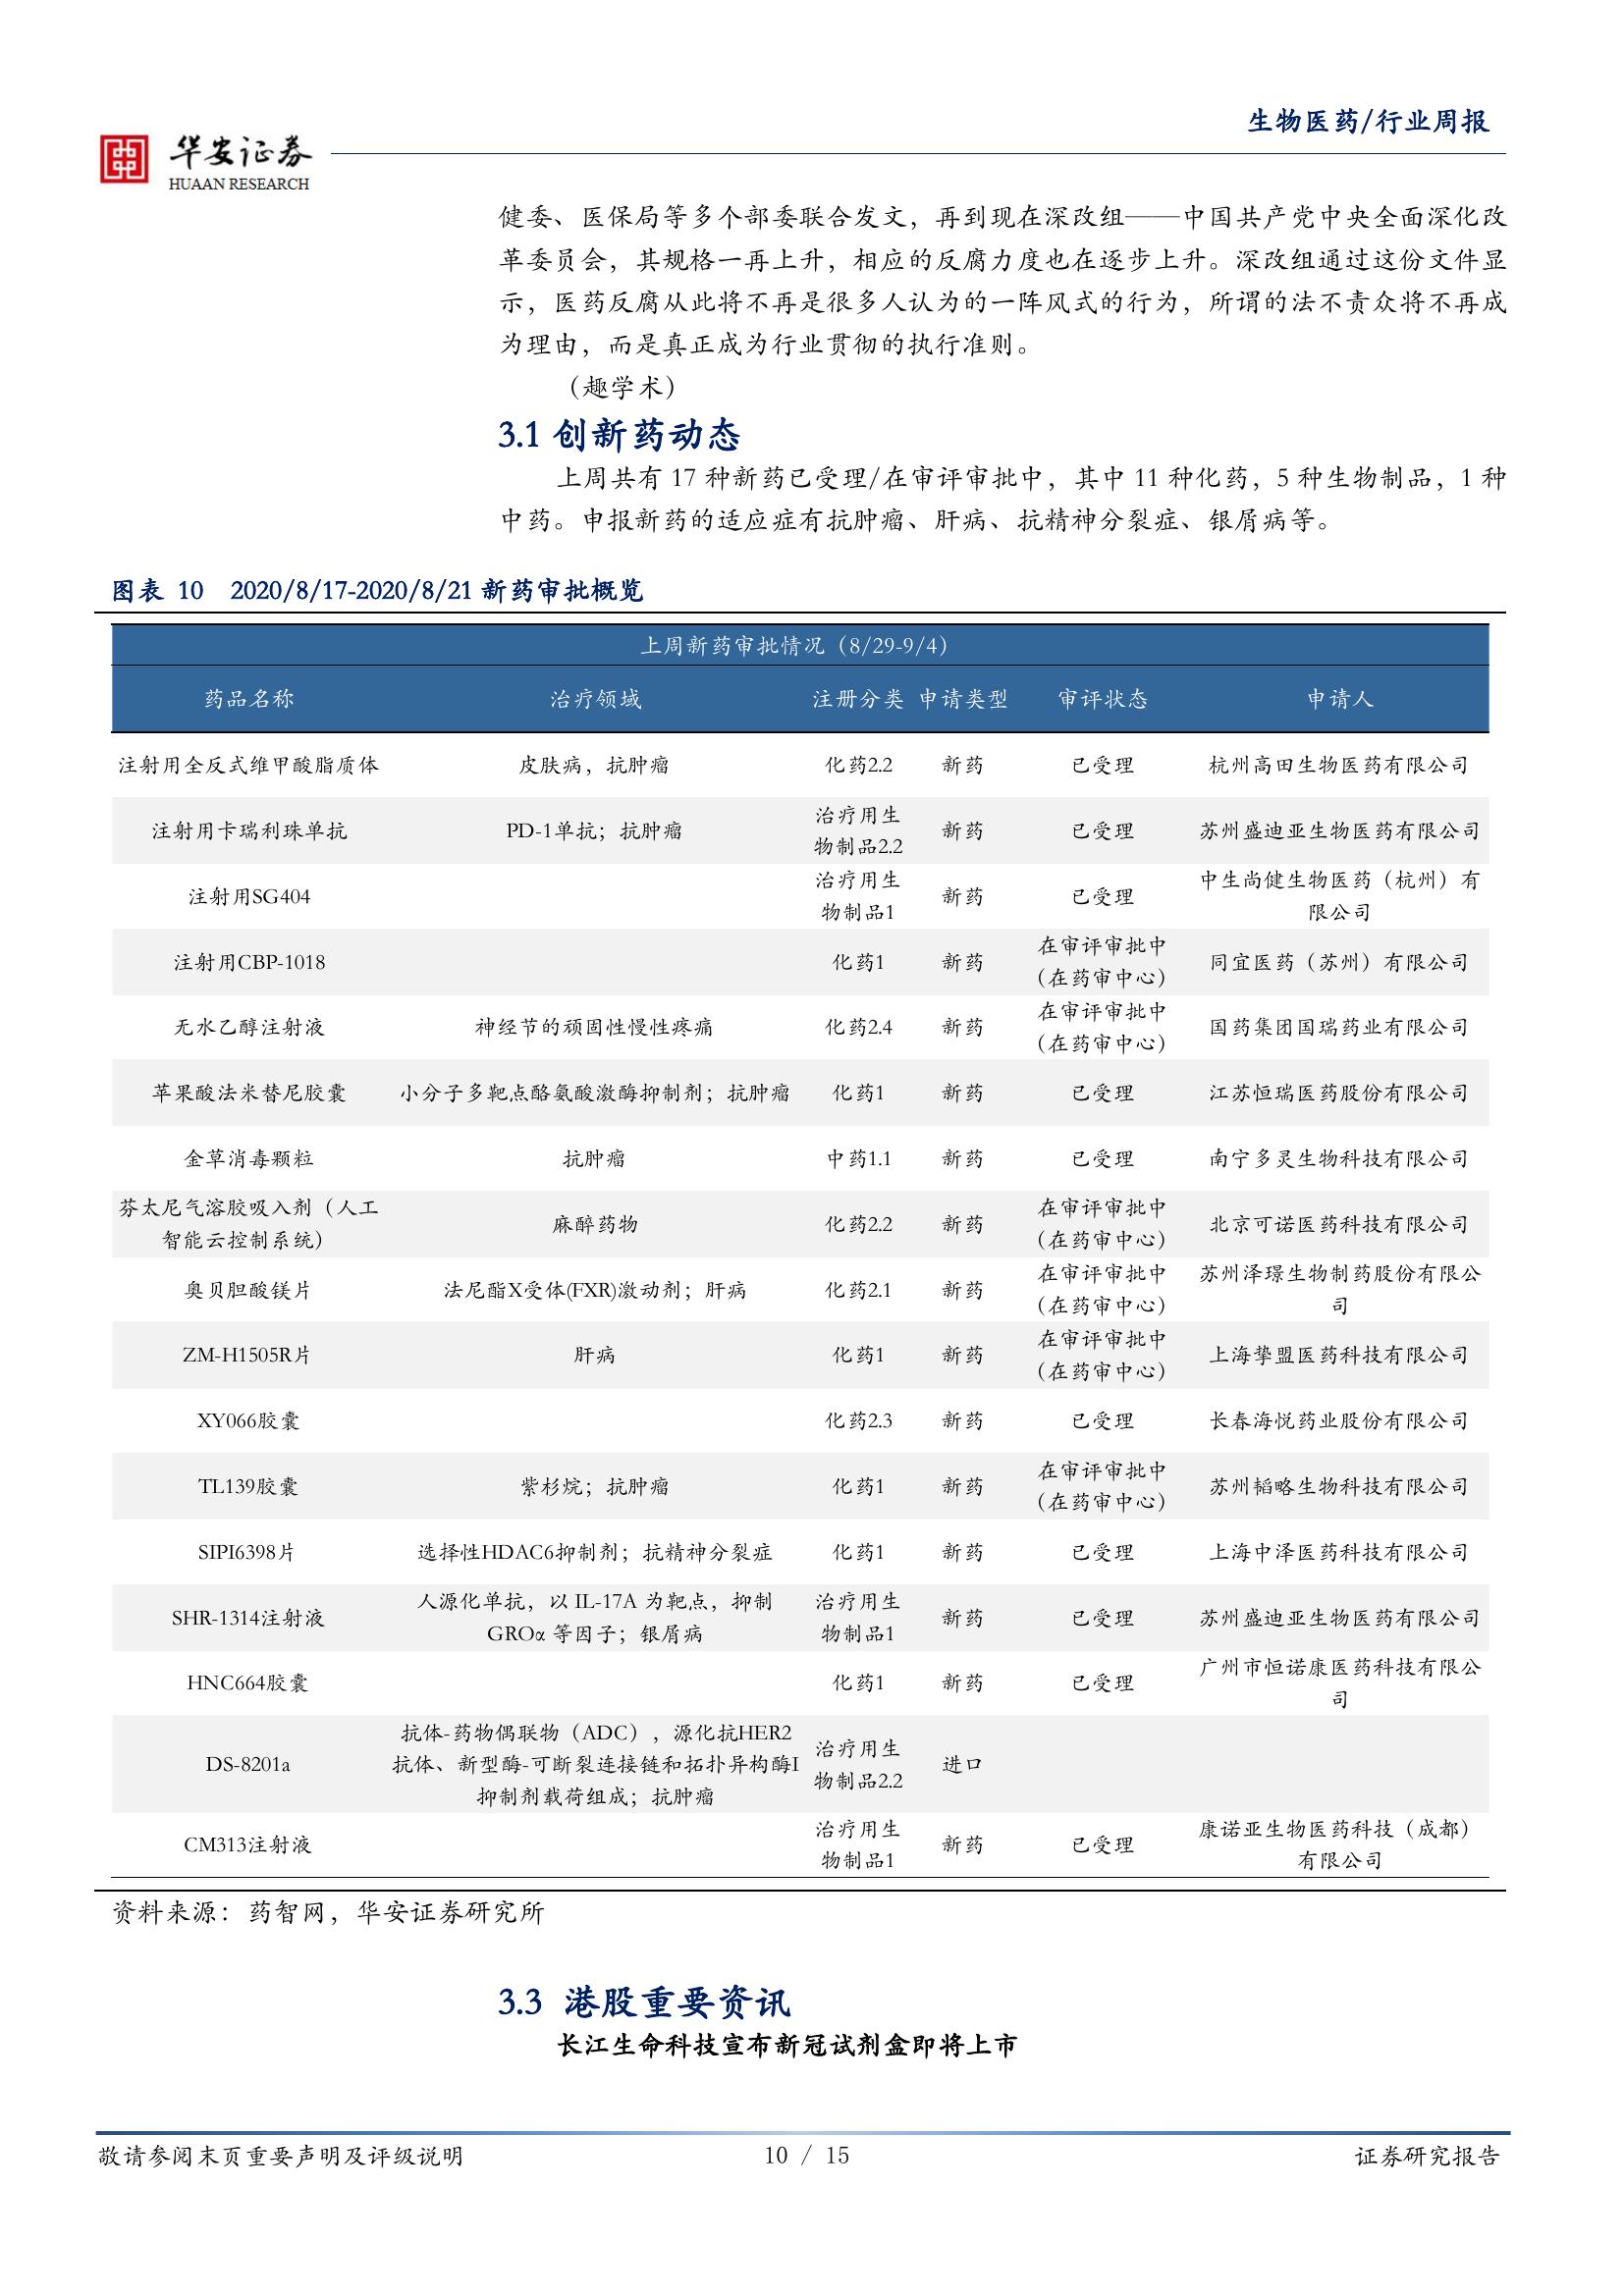 生物医药/行业周报
华安证券
HUAAN RESEARCH
健委、医保局等多个部委联合发文，再到现在深改组——中国共产党中央全面深化改
革委员会，其规格一再上升，相应的反腐力度也在逐步上升。深改组通过这份文件显
示，医药反腐从此将不再是很多人认为的一阵风式的行为，所谓的法不责众将不再成
为理由，而是真正成为行业贯彻的执行准则。
（趣学术）
3.1 创新药动态
上周共有 17 种新药已受理/在审评审批中，其中 11 种化药，5 种生物制品，1 种
中药。申报新药的适应症有抗肿瘤、肝病、抗精神分裂症、银屑病等。
图表 10 2020/8/17-2020/8/21 新药审批概览
上周新药审批情况（8/29-9/4）
药品名称 治疗领域 注册分类 申请类型 审评状态 申请人
注射用全反式维甲酸脂质体 皮肤病，抗肿瘤 化药2.2 新药 已受理 杭州高田生物医药有限公司
注射用卡瑞利珠单抗 PD-1单抗；抗肿瘤 治疗用生
物制品2.2 新药 已受理 苏州盛迪亚生物医药有限公司
注射用SG404 治疗用生
物制品1 新药 已受理 中生尚健生物医药（杭州）有
限公司
注射用CBP-1018 化药1 新药 在审评审批中
（在药审中心） 同宜医药（苏州）有限公司
无水乙醇注射液 神经节的顽固性慢性疼痛 化药2.4 新药 在审评审批中
（在药审中心） 国药集团国瑞药业有限公司
苹果酸法米替尼胶囊 小分子多靶点酪氨酸激酶抑制剂；抗肿瘤 化药1 新药 已受理 江苏恒瑞医药股份有限公司
金草消毒颗粒 抗肿瘤 中药1.1 新药 已受理 南宁多灵生物科技有限公司
芬太尼气溶胶吸入剂（人工
智能云控制系统） 麻醉药物 化药2.2 新药 在审评审批中
（在药审中心） 北京可诺医药科技有限公司
奥贝胆酸镁片 法尼酯X受体(FXR)激动剂；肝病 化药2.1 新药 在审评审批中
（在药审中心） 苏州泽璟生物制药股份有限公
司
ZM-H1505R片 肝病 化药1 新药 在审评审批中
（在药审中心） 上海挚盟医药科技有限公司
XY066胶囊 化药2.3 新药 已受理 长春海悦药业股份有限公司
TL139胶囊 紫杉烷；抗肿瘤 化药1 新药 在审评审批中
（在药审中心） 苏州韬略生物科技有限公司
SIPI6398片 选择性HDAC6抑制剂；抗精神分裂症 化药1 新药 已受理 上海中泽医药科技有限公司
SHR-1314注射液 人源化单抗，以 IL-17A 为靶点，抑制
GROα 等因子；银屑病 治疗用生
物制品1 新药 已受理 苏州盛迪亚生物医药有限公司
HNC664胶囊 化药1 新药 已受理 广州市恒诺康医药科技有限公
司
DS-8201a 抗体-药物偶联物（ADC），源化抗HER2
抗体、新型酶-可断裂连接链和拓扑异构酶I
抑制剂载荷组成；抗肿瘤 治疗用生
物制品2.2 进口
CM313注射液 治疗用生
物制品1 新药 已受理 康诺亚生物医药科技（成都）
有限公司
资料来源：药智网，华安证券研究所
3.3 港股重要资讯
长江生命科技宣布新冠试剂盒即将上市
敬请参阅末页重要声明及评级说明 10 / 15 证券研究报告